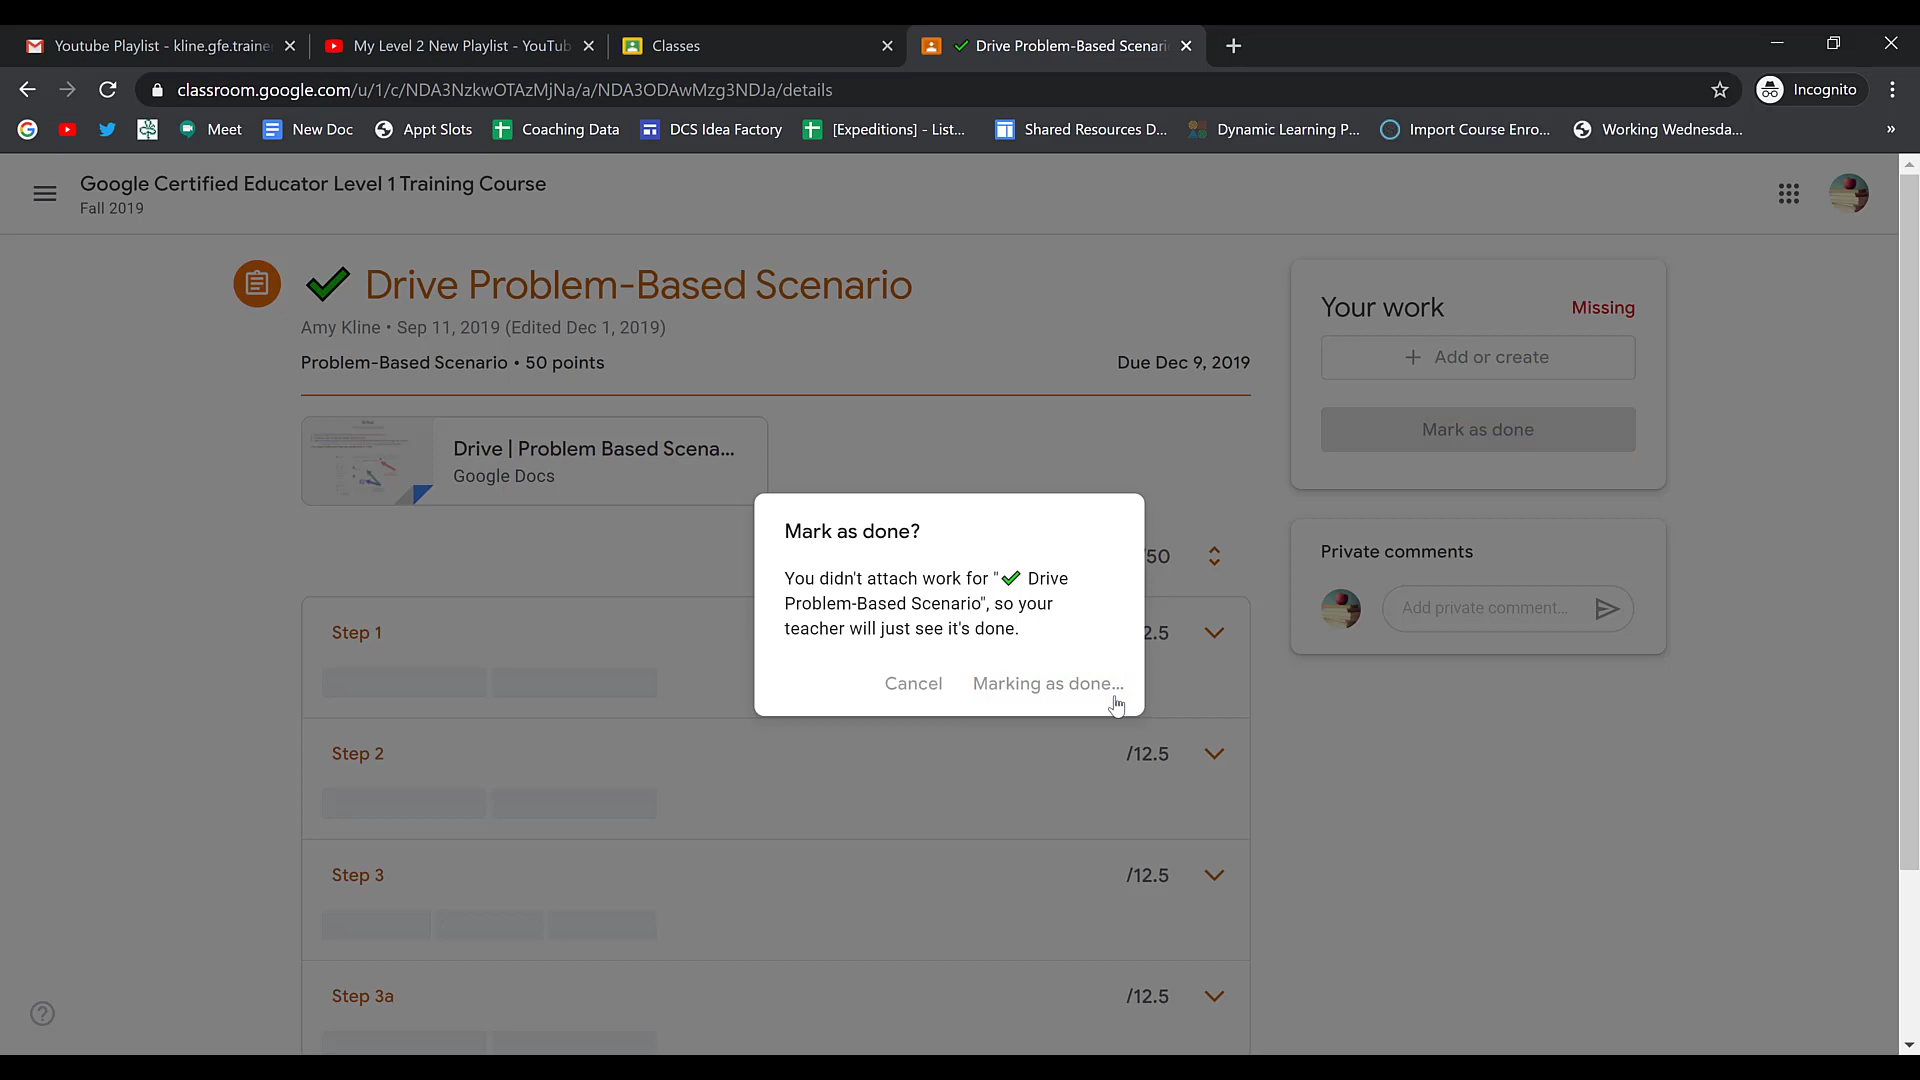 Youtube Playlist - kline.gfe.traine
My Level 2 New Playlist - YouTub
Classes
Drive Problem-Based Scenari
classroom.google.com/u/1/c/NDA3NzkwOTAzMjNa/a/NDA3ODAwMzg3NDJa/details
Incognito
Meet
New Doc
Appt Slots
Coaching Data
DCS Idea Factory
[Expeditions] - List...
Shared Resources D...
Dynamic Learning P...
Import Course Enro...
Working Wednesda...
»
Google Certified Educator Level 1 Training Course
Fall 2019
Drive Problem-Based Scenario
Amy Kline • Sep 11, 2019 (Edited Dec 1, 2019)
Problem-Based Scenario • 50 points
Due Dec 9, 2019
Drive | Problem Based Scena...
Google Docs
Your work
Missing
+ Add or create
Mark as done
Private comments
Add private comment...
Mark as done?
You didn't attach work for "✔ Drive
Problem-Based Scenario", so your
teacher will just see it's done.
Cancel
Marking as done...
/50
Step 1
2.5
Step 2
/12.5
Step 3
/12.5
Step 3a
/12.5